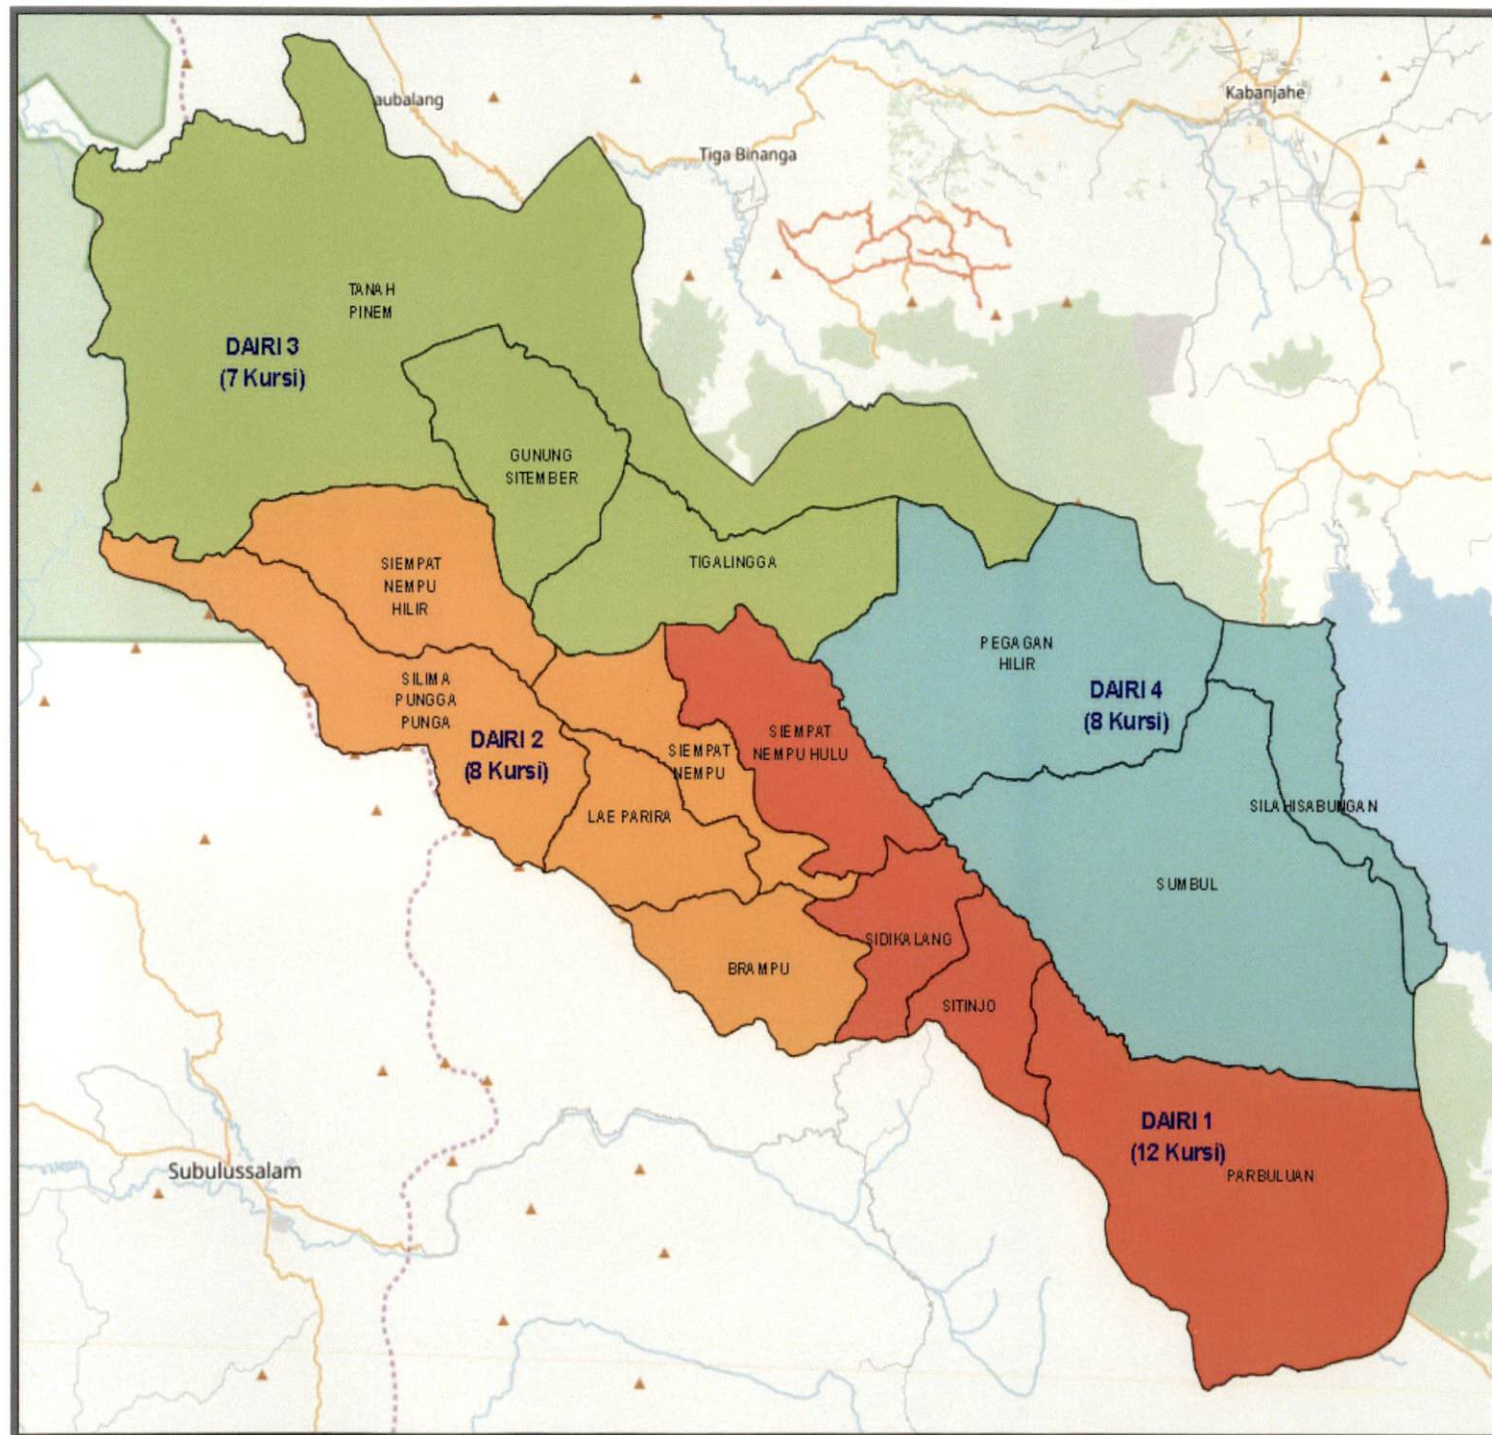 aubalang
Kabanjahe
Tiga Binanga
TANAH
PINEM
DAIRI 3
(7 Kursi)
GUNUNG
SITEMBER
TIGALINGGA
SIEMPAT
NEMPU
HILIR
PEGAGAN
HILIR
SILIMA
PUNGGA
PUNGA
DAIRI 4
(8 Kursi)
DAIRI 2
(8 Kursi)
SIEMPAT
NEMPU HULU
SIEMPAT
NEMPU
LAE PARIRA
SILAHISABUNGAN
SUMBUL
SIDIKALANG
BRAMPU
SITINJO
DAIRI 1
(12 Kursi)
PARBULUAN
Subulussalam